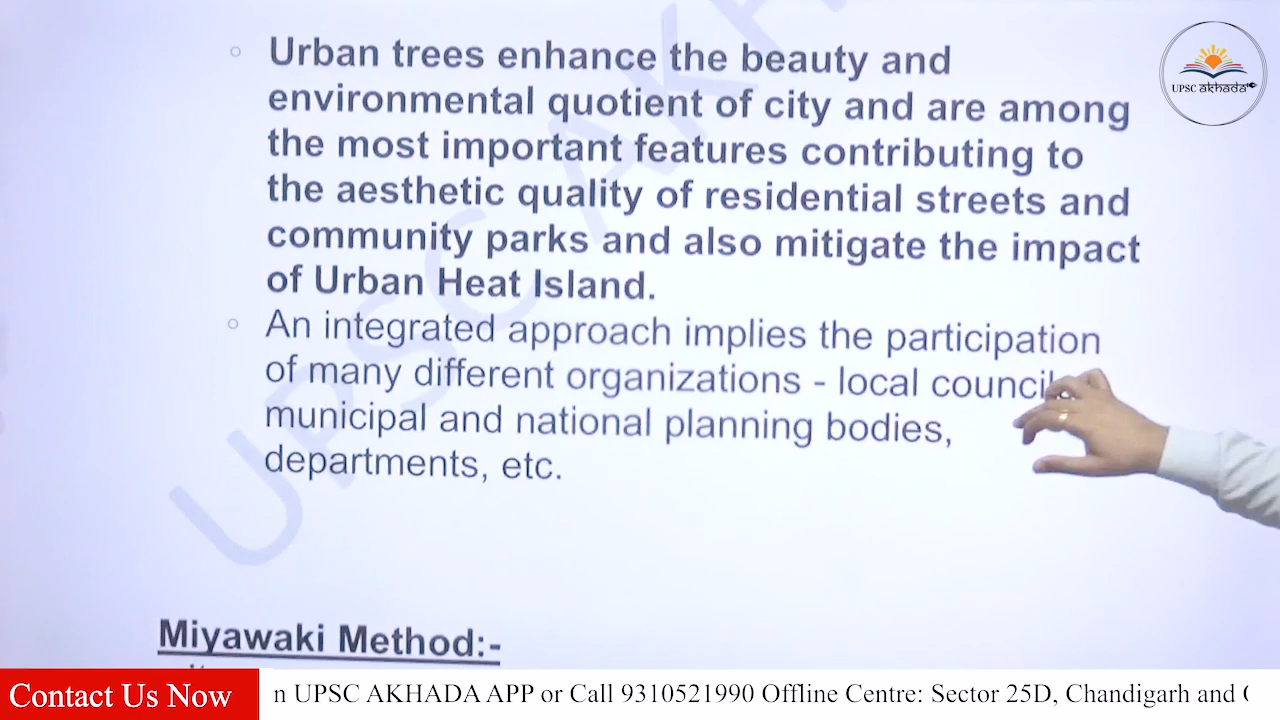 Urban trees enhance the beauty and
environmental quotient of city and are among
the most important features contributing to
the aesthetic quality of residential streets and
community parks and also mitigate the impact
of Urban Heat Island.
An integrated approach implies the participation
of many different organizations - local council
municipal and national planning bodies,
departments, etc.
Miyawaki Method:-
UPSC AKH
UPSC akhada
Contact Us Now
n UPSC AKHADA APP or Call 9310521990 Offline Centre: Sector 25D, Chandigarh and